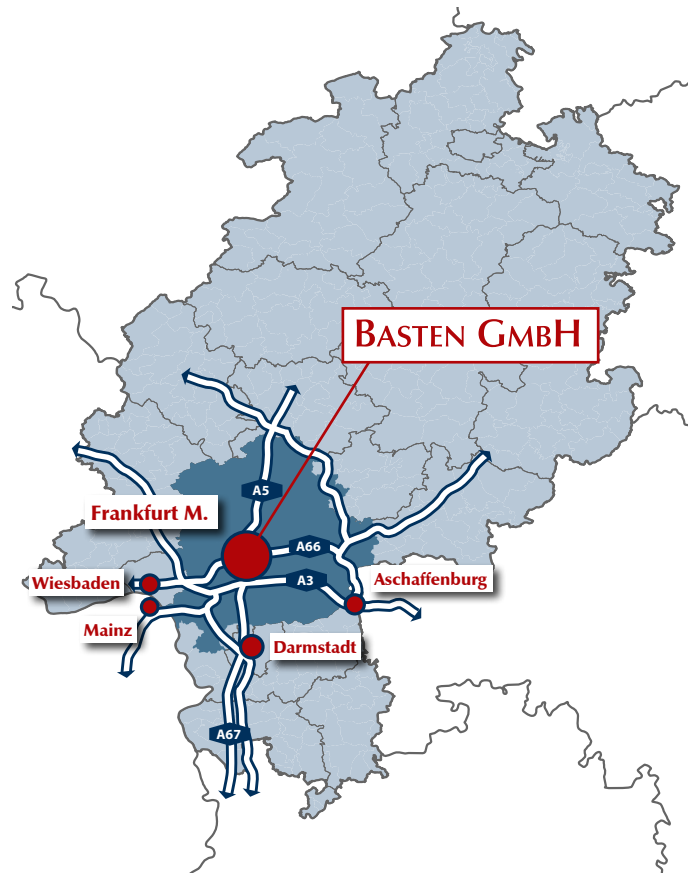 BASTEN GMBH
A5
Frankfurt M.
A66
A3
Wiesbaden
Aschaffenburg
Mainz
Darmstadt
A67